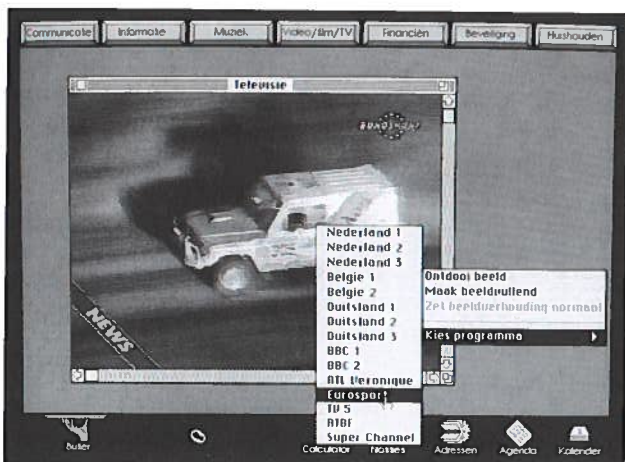 Communicatie
Informatie
Muziek
Video/film/TV
Financiën
Beveiliging
Huishouden
Televisie
EUROSPORT
NEWS
Nederland 1
Nederland 2
Nederland 3
Belgie 1
Belgie 2
Duitsland 1
Duitsland 2
Duitsland 3
BBC 1
BBC 2
RTL Veronique
Eurosport
TV 5
RTBF
Super Channel
Ontdooi beeld
Maak beeldvullend
Zet beeldverhouding normaal
Kies programma
Butler
Calculator
Notities
Adressen
Agenda
Kalender